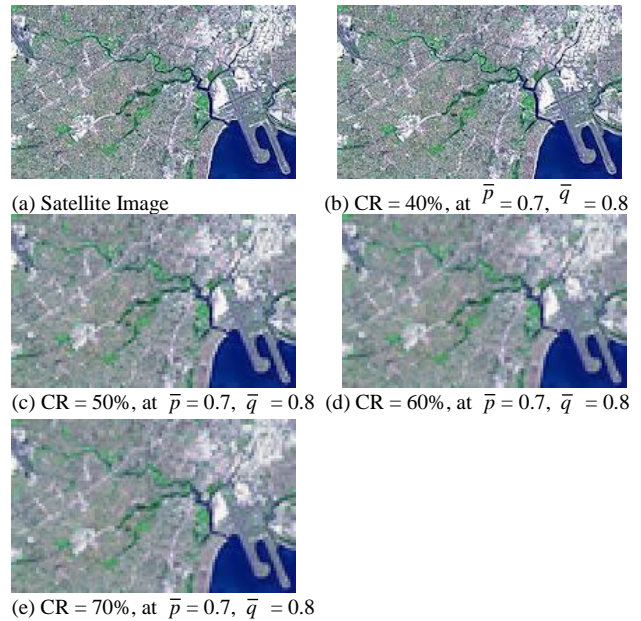 (a) Satellite Image
(b) CR = 40%, at p̅ = 0.7, q̅ = 0.8
(c) CR = 50%, at p̅ = 0.7, q̅ = 0.8
(d) CR = 60%, at p̅ = 0.7, q̅ = 0.8
(e) CR = 70%, at p̅ = 0.7, q̅ = 0.8